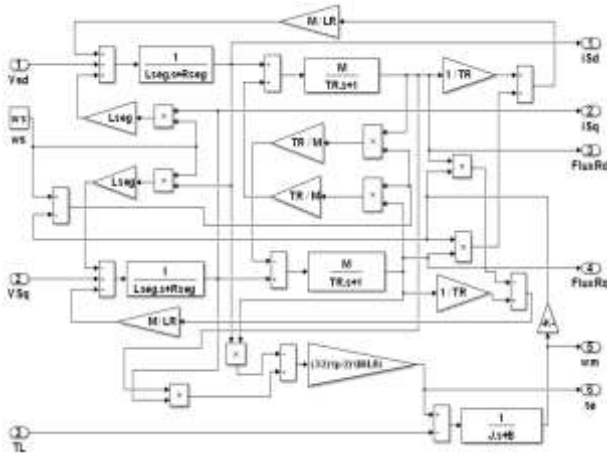 M/LR
1
Vsd
1
Lseg.s+Rseg
M
TR.s+1
1/TR
1
iSd
ws
ws
Lseg
×
2
iSq
TR/M
×
3
FluxRd
Lseg
×
×
TR/M
×
×
2
VSq
1
Lseg.s+Rseg
M
TR.s+1
4
FluxRq
1/TR
M/LR
5
wm
×
×
6
te
3
TL
1
J.s+B